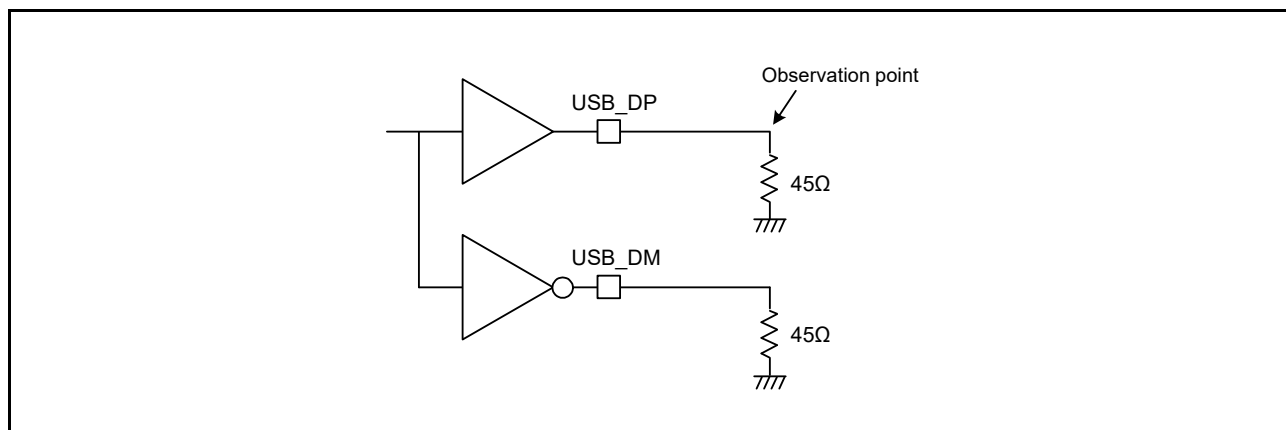 Observation point
USB_DP
45Ω
USB_DM
45Ω